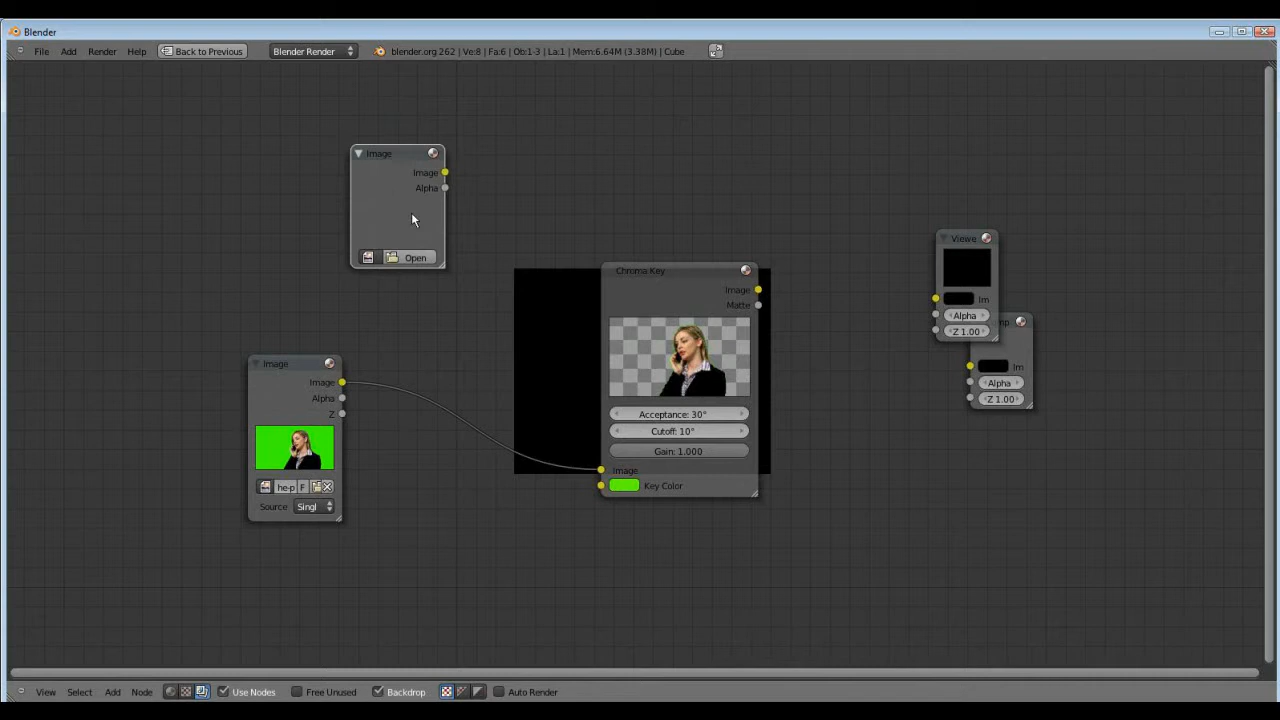 Blender
File Add Render Help Back to Previous Blender Render blender.org 262 | Ve:8 | Fa:6 | Ob:1-3 | La:1 | Mem:6.64M (3.38M) | Cube
Image
Image
Alpha
Open
Viewe
Im
Alpha
Z 1.00
Im
Alpha
Z 1.00
Chroma Key
Image
Matte
Acceptance: 30°
Cutoff: 10°
Gain: 1.000
Image
Key Color
Image
Image
Alpha
Z
he-p F
Source Singl
View Select Add Node Use Nodes Free Unused Backdrop Auto Render